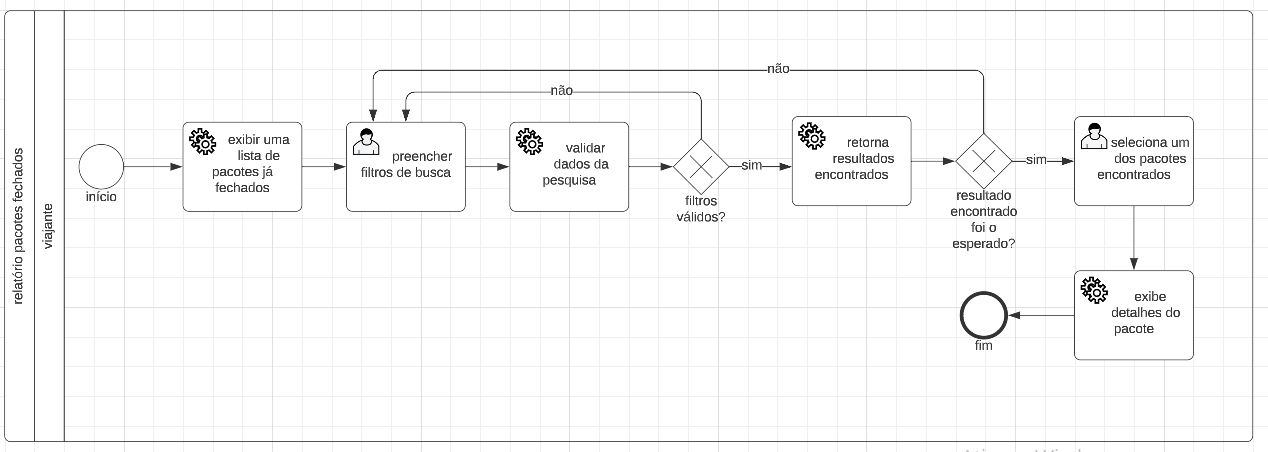 relatório pacotes fechados
viajante
início
exibir uma
lista de
pacotes já
fechados
preencher
filtros de busca
validar
dados da
pesquisa
não
não
filtros
válidos?
sim
retorna
resultados
encontrados
resultado
encontrado
foi o
esperado?
sim
seleciona um
dos pacotes
encontrados
exibe
detalhes do
pacote
fim